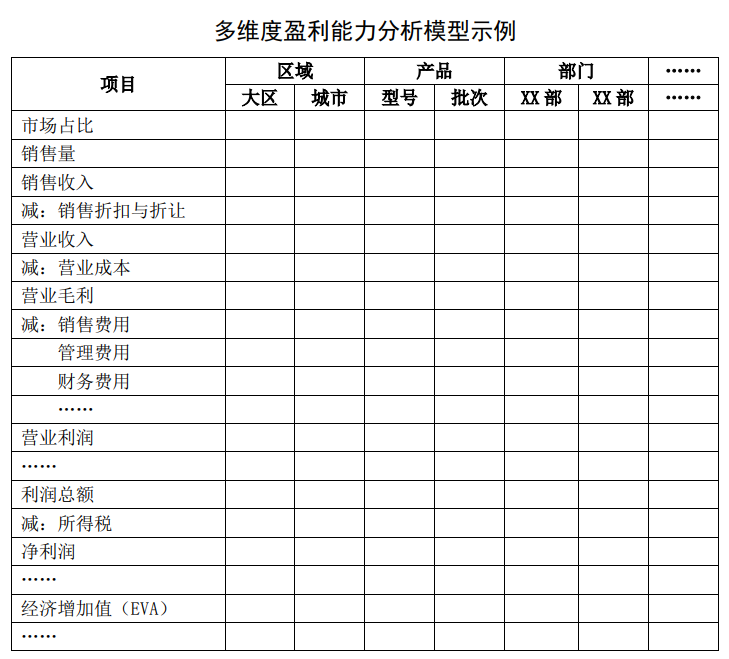 多维度盈利能力分析模型示例
项目 区域 产品 部门 ……
大区 城市 型号 批次 XX 部 XX 部 ……
市场占比
销售量
销售收入
减：销售折扣与折让
营业收入
减：营业成本
营业毛利
减：销售费用
管理费用
财务费用
……
营业利润
……
利润总额
减：所得税
净利润
……
经济增加值（EVA）
……